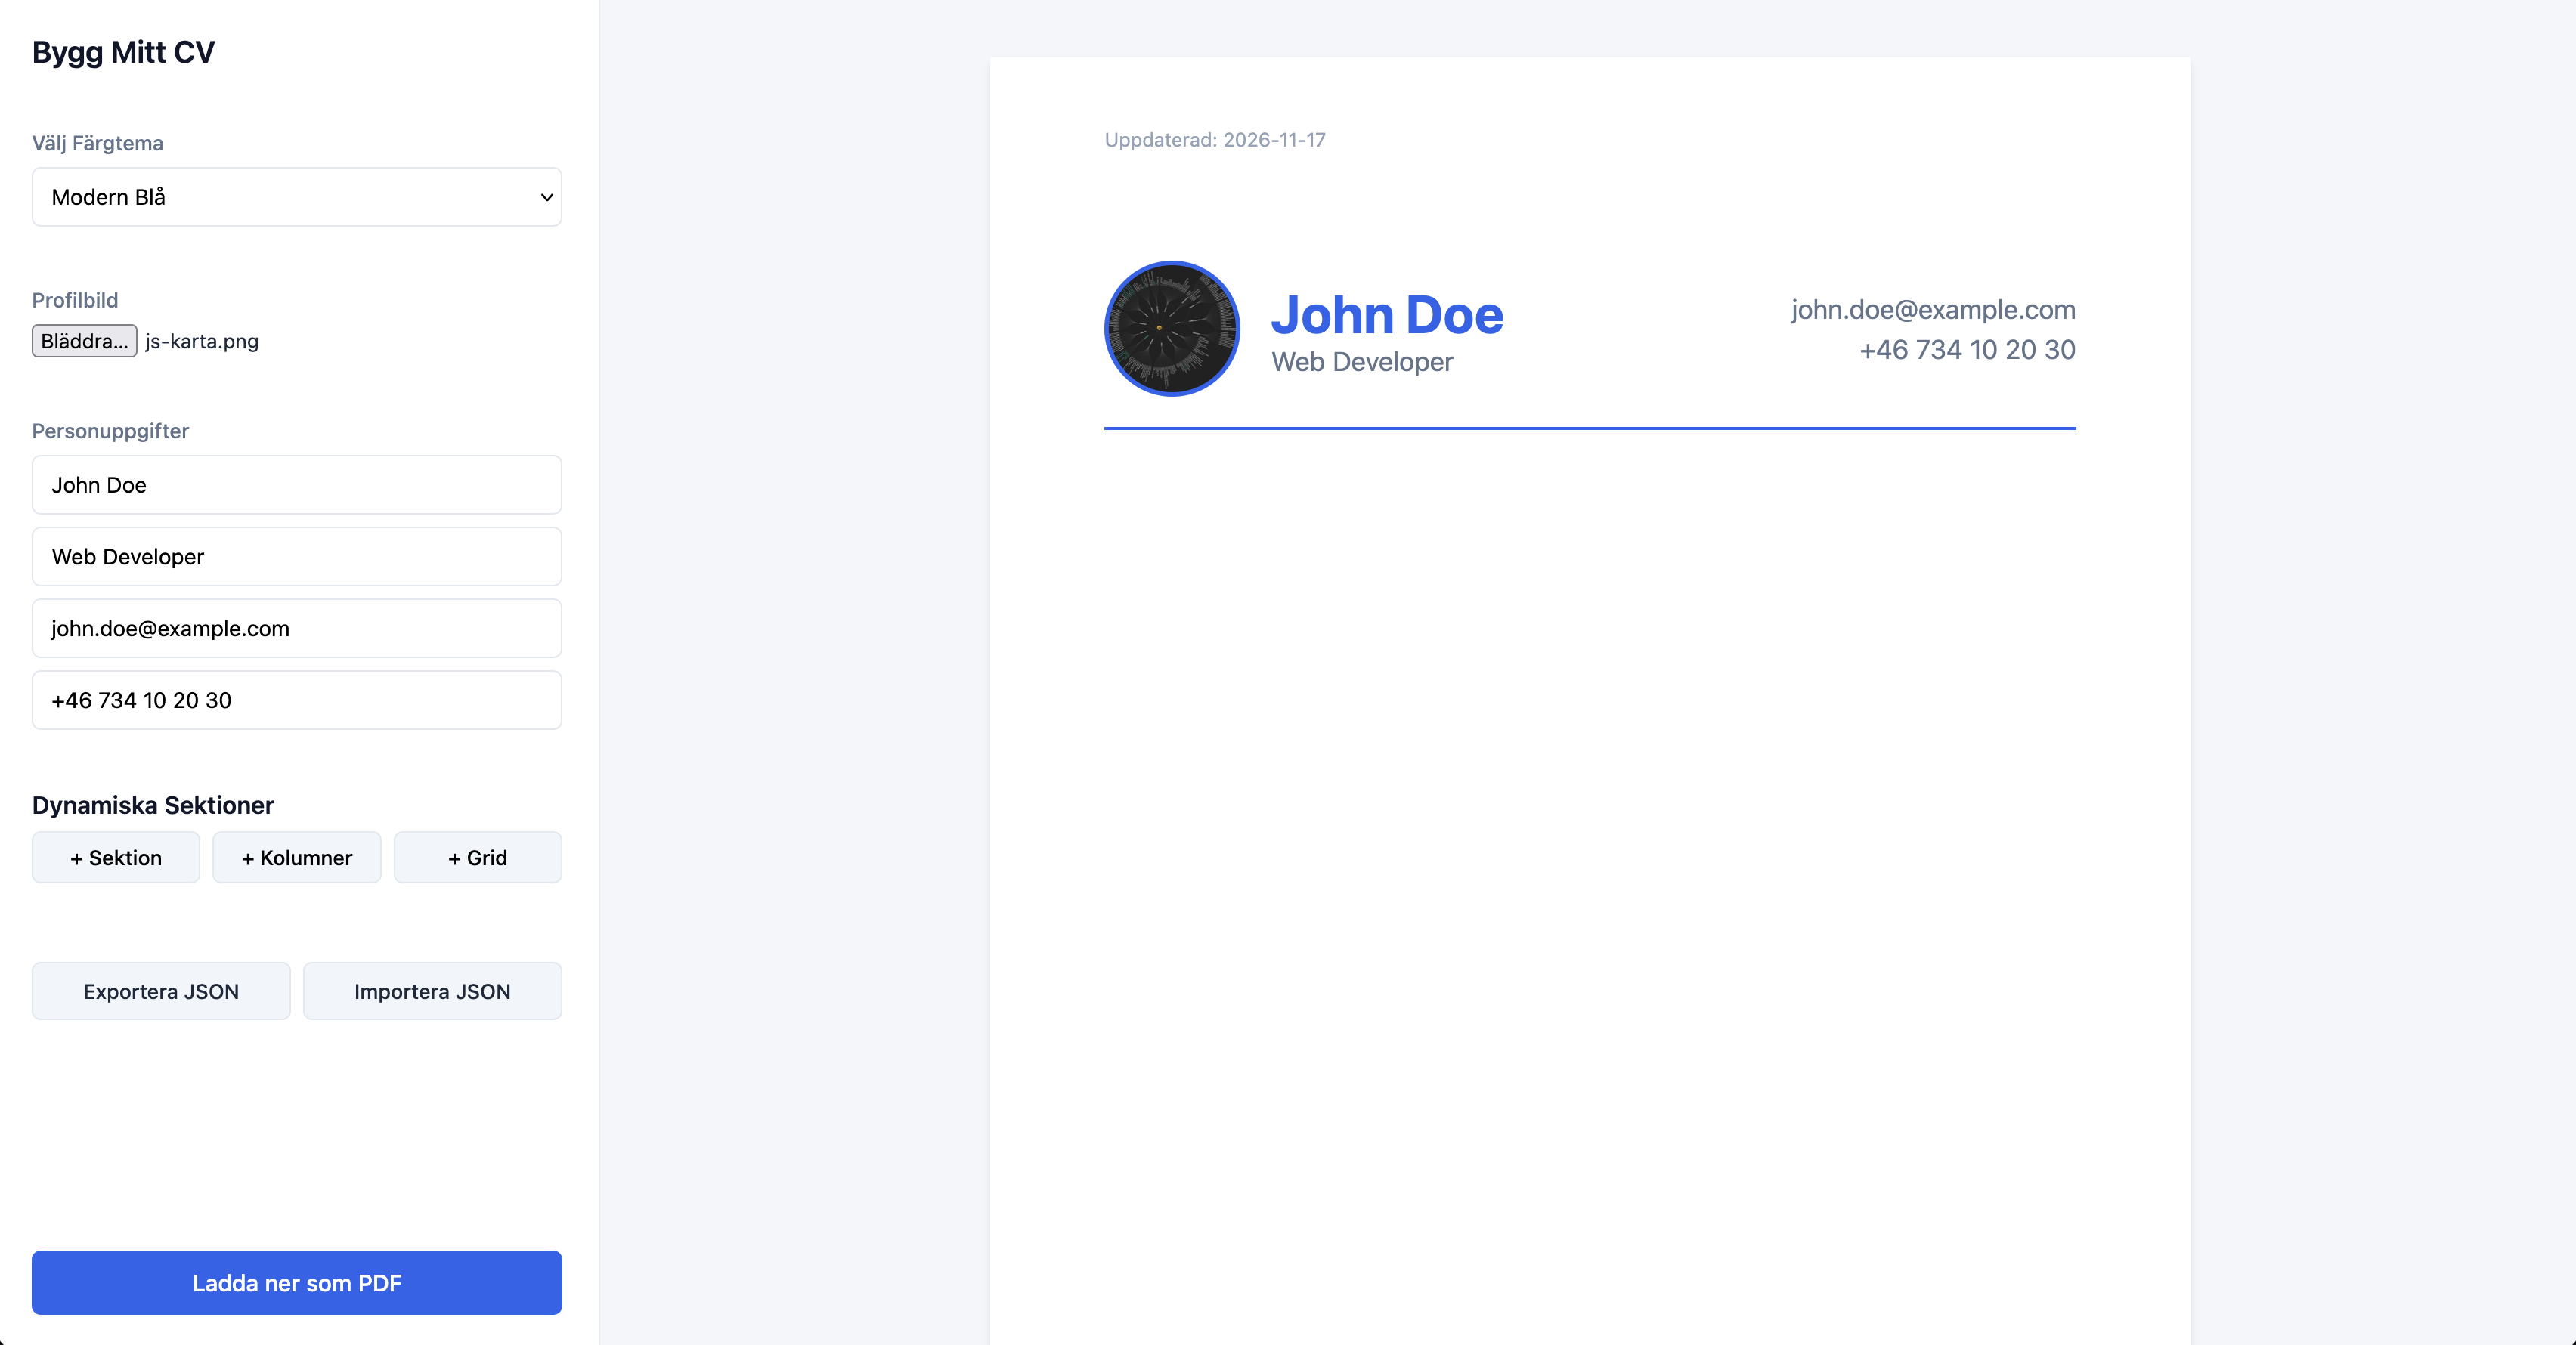 Bygg Mitt CV
Välj Färgtema
Modern Blå
Profilbild
Bläddra... js-karta.png
Personuppgifter
John Doe
Web Developer
john.doe@example.com
+46 734 10 20 30
Dynamiska Sektioner
+ Sektion + Kolumner + Grid
Exportera JSON Importera JSON
Ladda ner som PDF
Uppdaterad: 2026-11-17
John Doe
Web Developer
john.doe@example.com
+46 734 10 20 30